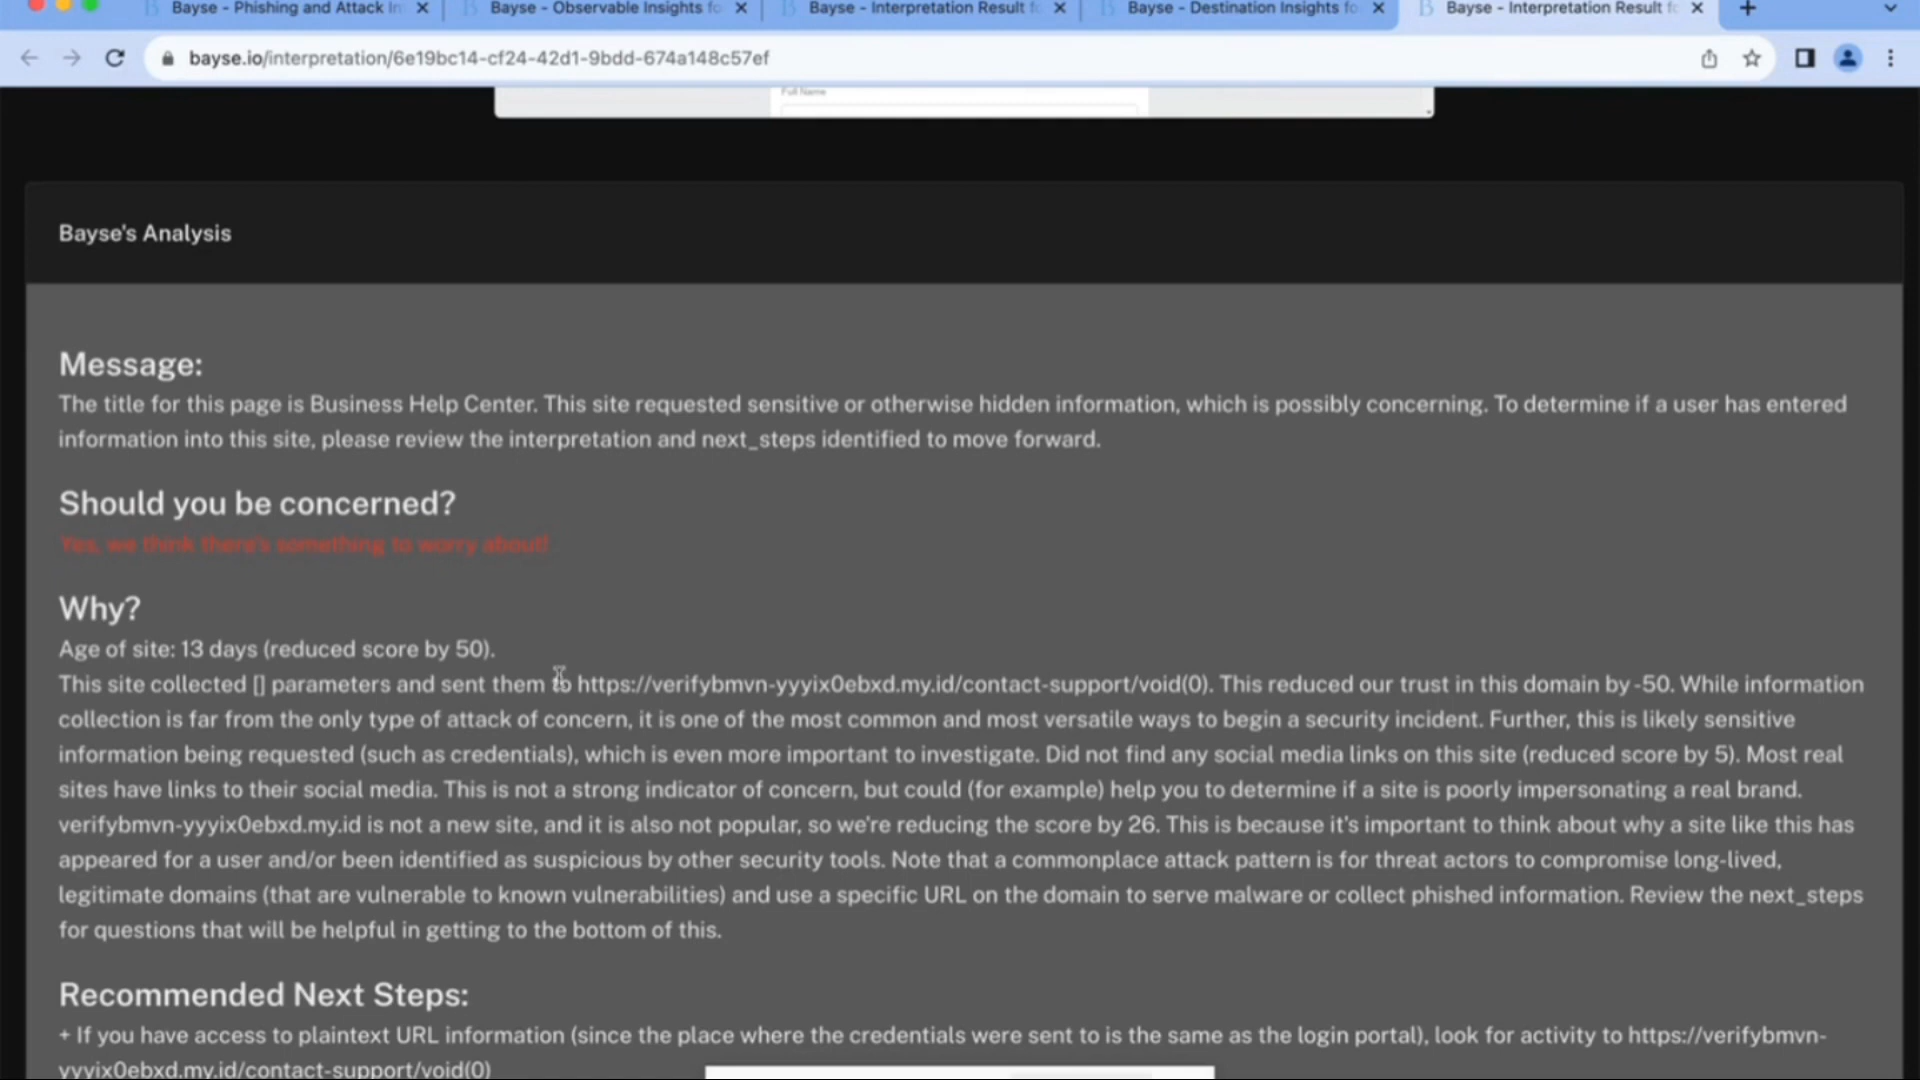 Bayse - Phishing and Attack In
Bayse - Observable Insights fo
Bayse - Interpretation Result fo
Bayse - Destination Insights fo
Bayse - Interpretation Result fo
bayse.io/interpretation/6e19bc14-cf24-42d1-9bdd-674a148c57ef
Full Name
Bayse's Analysis
Message:
The title for this page is Business Help Center. This site requested sensitive or otherwise hidden information, which is possibly concerning. To determine if a user has entered
information into this site, please review the interpretation and next_steps identified to move forward.
Should you be concerned?
Yes, we think there's something to worry about!
Why?
Age of site: 13 days (reduced score by 50).
This site collected [] parameters and sent them to https://verifybmvn-yyyix0ebxd.my.id/contact-support/void(0). This reduced our trust in this domain by -50. While information
collection is far from the only type of attack of concern, it is one of the most common and most versatile ways to begin a security incident. Further, this is likely sensitive
information being requested (such as credentials), which is even more important to investigate. Did not find any social media links on this site (reduced score by 5). Most real
sites have links to their social media. This is not a strong indicator of concern, but could (for example) help you to determine if a site is poorly impersonating a real brand.
verifybmvn-yyyix0ebxd.my.id is not a new site, and it is also not popular, so we're reducing the score by 26. This is because it's important to think about why a site like this has
appeared for a user and/or been identified as suspicious by other security tools. Note that a commonplace attack pattern is for threat actors to compromise long-lived,
legitimate domains (that are vulnerable to known vulnerabilities) and use a specific URL on the domain to serve malware or collect phished information. Review the next_steps
for questions that will be helpful in getting to the bottom of this.
Recommended Next Steps:
+ If you have access to plaintext URL information (since the place where the credentials were sent to is the same as the login portal), look for activity to https://verifybmvn-
yyyix0ebxd.my.id/contact-support/void(0)